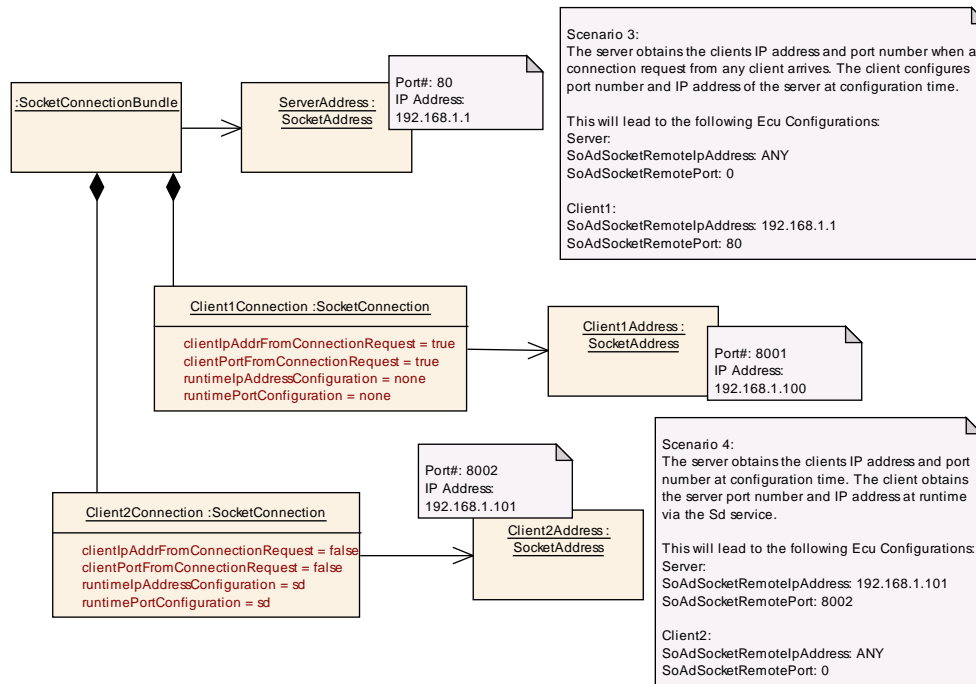 :SocketConnectionBundle
ServerAddress :
SocketAddress
Port#: 80
IP Address:
192.168.1.1
Scenario 3:
The server obtains the clients IP address and port number when a
connection request from any client arrives. The client configures
port number and IP address of the server at configuration time.
This will lead to the following Ecu Configurations:
Server:
SoAdSocketRemoteIpAddress: ANY
SoAdSocketRemotePort: 0
Client1:
SoAdSocketRemoteIpAddress: 192.168.1.1
SoAdSocketRemotePort: 80
Client1Connection :SocketConnection
clientIpAddrFromConnectionRequest = true
clientPortFromConnectionRequest = true
runtimeIpAddressConfiguration = none
runtimePortConfiguration = none
Client1Address :
SocketAddress
Port#: 8001
IP Address:
192.168.1.100
Port#: 8002
IP Address:
192.168.1.101
Client2Connection :SocketConnection
clientIpAddrFromConnectionRequest = false
clientPortFromConnectionRequest = false
runtimeIpAddressConfiguration = sd
runtimePortConfiguration = sd
Client2Address :
SocketAddress
Scenario 4:
The server obtains the clients IP address and port
number at configuration time. The client obtains
the server port number and IP address at runtime
via the Sd service.
This will lead to the following Ecu Configurations:
Server:
SoAdSocketRemoteIpAddress: 192.168.1.101
SoAdSocketRemotePort: 8002
Client2:
SoAdSocketRemoteIpAddress: ANY
SoAdSocketRemotePort: 0